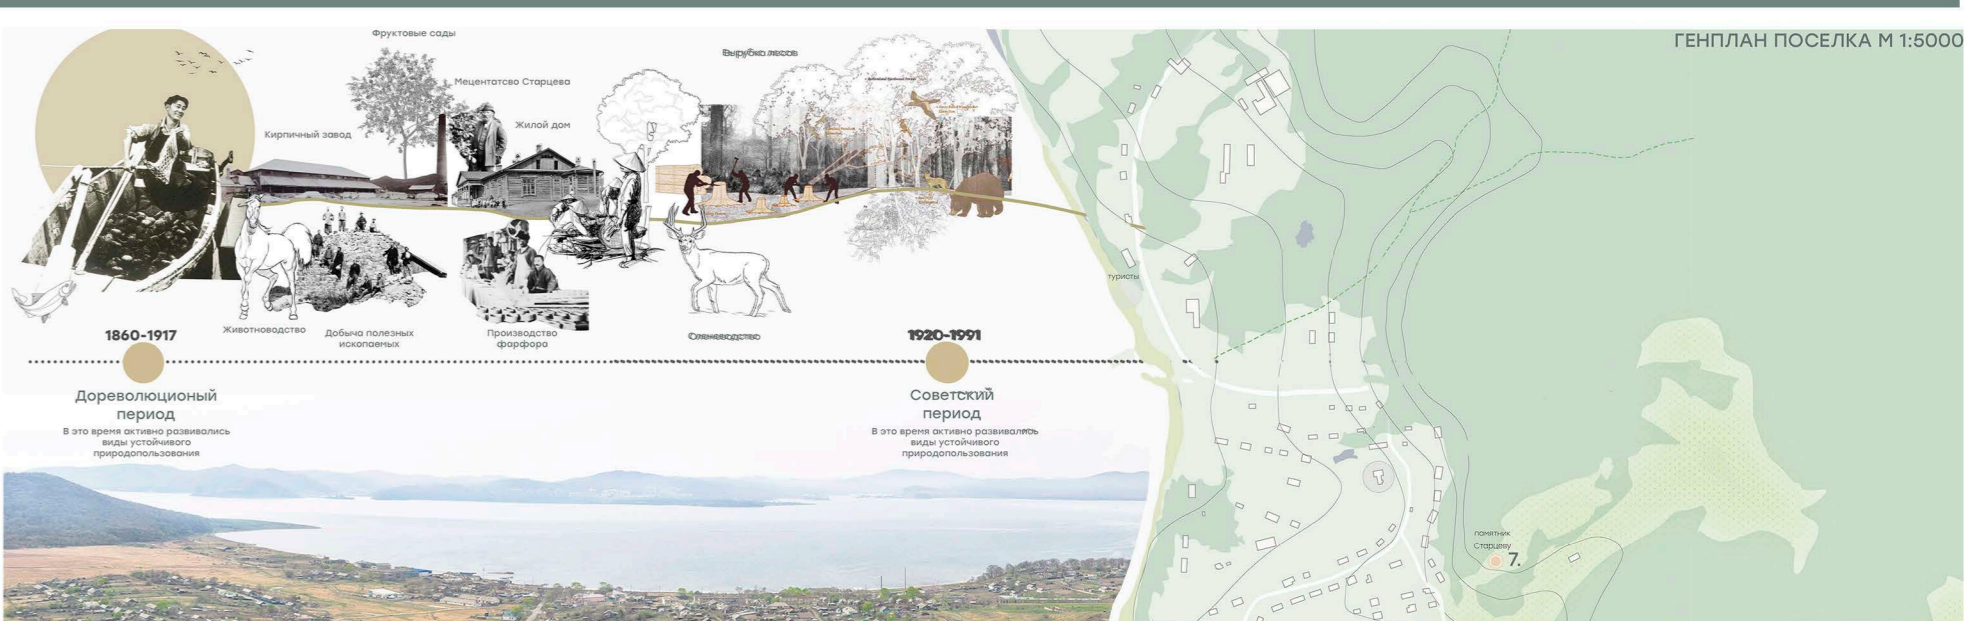 ГЕНПЛАН ПОСЕЛКА М 1:5000
Фруктовые сады
Вырубка лесов
Мецентатсво Старцева
Кирпичный завод
Жилой дом
туристы
Животноводство
Добыча полезных
ископаемых
Производство
фарфора
Оленеводство
1860-1917
1920-1991
Дореволюционый
период
В это время активно развивались
виды устойчивого
природопользования
Советский
период
В это время активно развивались
виды устойчивого
природопользования
памятник
Старцеву
7.